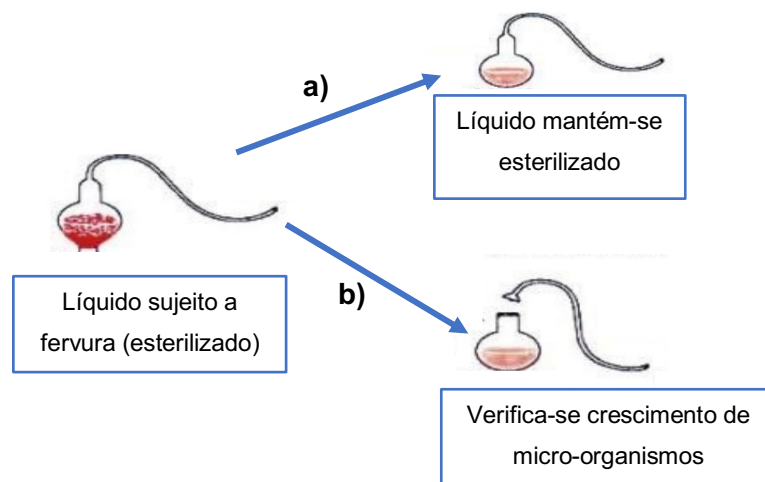 a)
Líquido mantém-se
esterilizado
Líquido sujeito a
fervura (esterilizado)
b)
Verifica-se crescimento de
micro-organismos